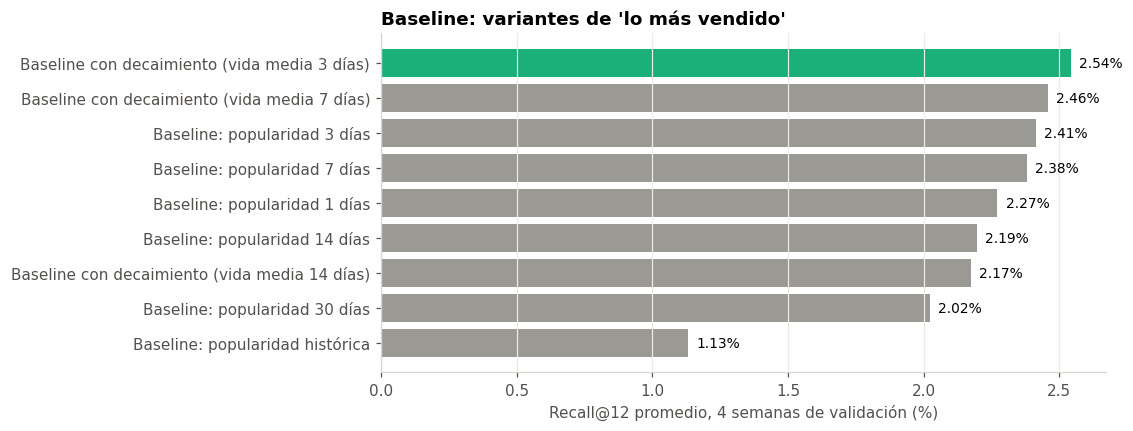 Baseline: variantes de 'lo más vendido'
Baseline con decaimiento (vida media 3 días) 2.54%
Baseline con decaimiento (vida media 7 días) 2.46%
Baseline: popularidad 3 días 2.41%
Baseline: popularidad 7 días 2.38%
Baseline: popularidad 1 días 2.27%
Baseline: popularidad 14 días 2.19%
Baseline con decaimiento (vida media 14 días) 2.17%
Baseline: popularidad 30 días 2.02%
Baseline: popularidad histórica 1.13%
0.0 0.5 1.0 1.5 2.0 2.5
Recall@12 promedio, 4 semanas de validación (%)